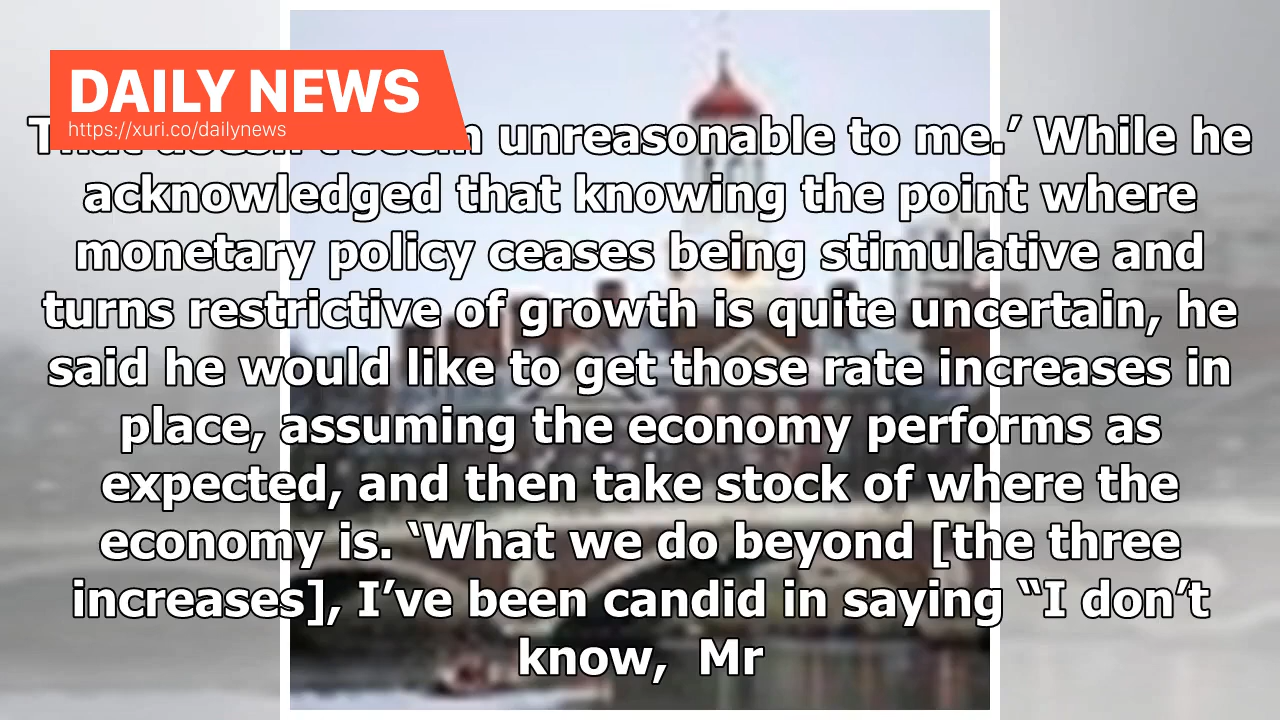 DAILY NEWS
https://xuri.co/dailynews
unreasonable to me.’ While he
acknowledged that knowing the point where
monetary policy ceases being stimulative and
turns restrictive of growth is quite uncertain, he
said he would like to get those rate increases in
place, assuming the economy performs as
expected, and then take stock of where the
economy is. ‘What we do beyond [the three
increases], I’ve been candid in saying “I don’t
know,  Mr